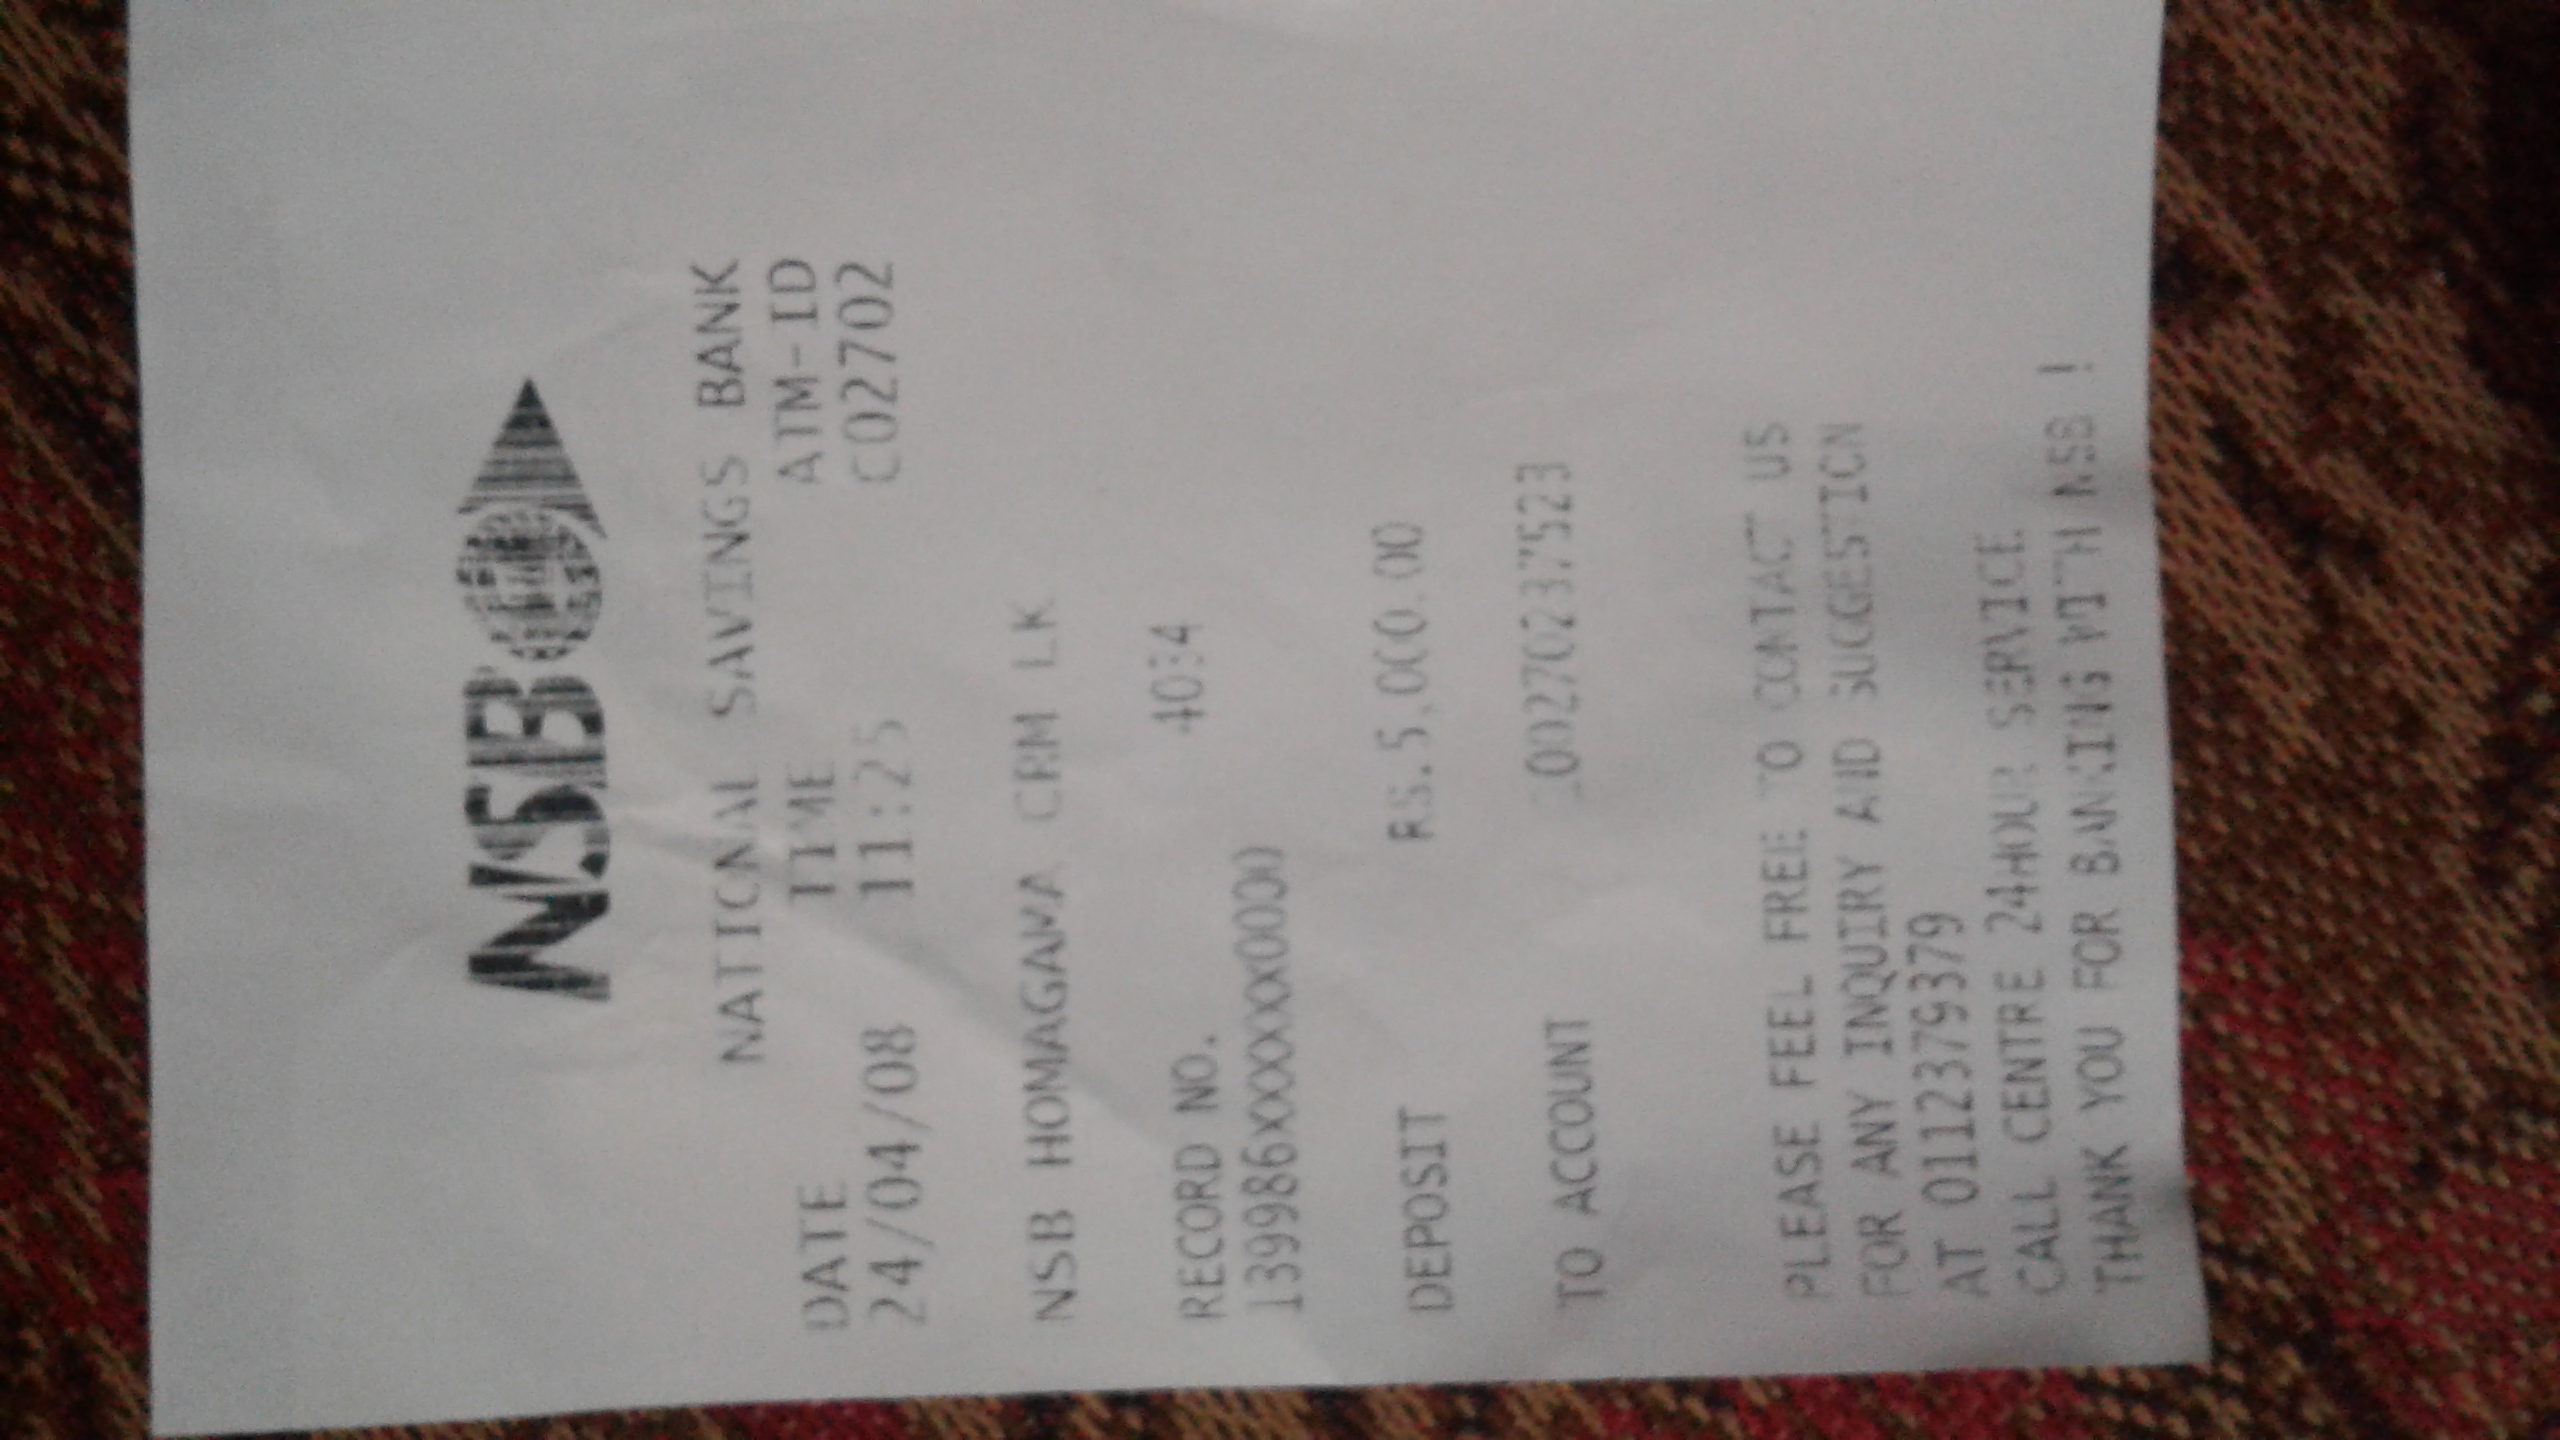 NSB
NATIONAL SAVINGS BANK
DATE TIME ATM-ID
24/04/08 11:25 C02702
NSB HOMAGAMA CRM LK
RECORD NO.
139986XXXXXX0000
DEPOSIT RS.5,000.00
TO ACCOUNT
PLEASE FEEL FREE TO CONTACT US
FOR ANY INQUIRY AND SUGGESTION
AT 0112379379
CALL CENTRE 24HOUR SERVICE
THANK YOU FOR BANKING WITH NSB !